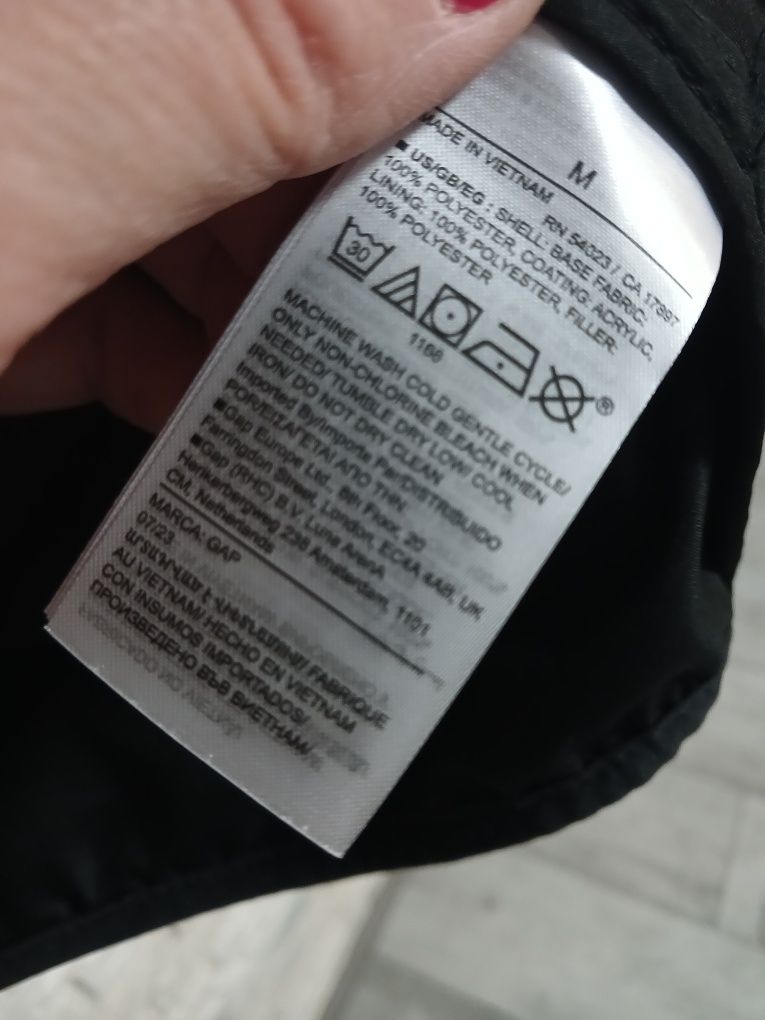 M
MADE IN VIETNAM RN 54023 / CA 17897
■ US/GB/EG : SHELL: BASE FABRIC:
100% POLYESTER, COATING: ACRYLIC,
LINING: 100% POLYESTER, FILLER:
100% POLYESTER
30
®
1166
MACHINE WASH COLD GENTLE CYCLE/
ONLY NON-CHLORINE BLEACH WHEN
NEEDED/TUMBLE DRY LOW/ COOL
IRON/ DO NOT DRY CLEAN
Imported By/Importe Par/DISTRIBUIDO
POR/ΕΙΣΑΓΕΤΑΙ ΑΠΟ ΤΗΝ
■Gap Europe Ltd., 6th Floor, 20
Farringdon Street, London, EC4A 4AB, UK
■Gap (RHC) B.V. Luna ArenA
Herikerbergweg 238 Amsterdam, 1101
CM, Netherlands
MARCA: GAP
07/23
FABRIQUE
AU VIETNAM/ HECHO EN VIETNAM
CON INSUMOS IMPORTADOS/
ПРОИЗВЕДЕНО ВЪВ ВИЕТНАМ/